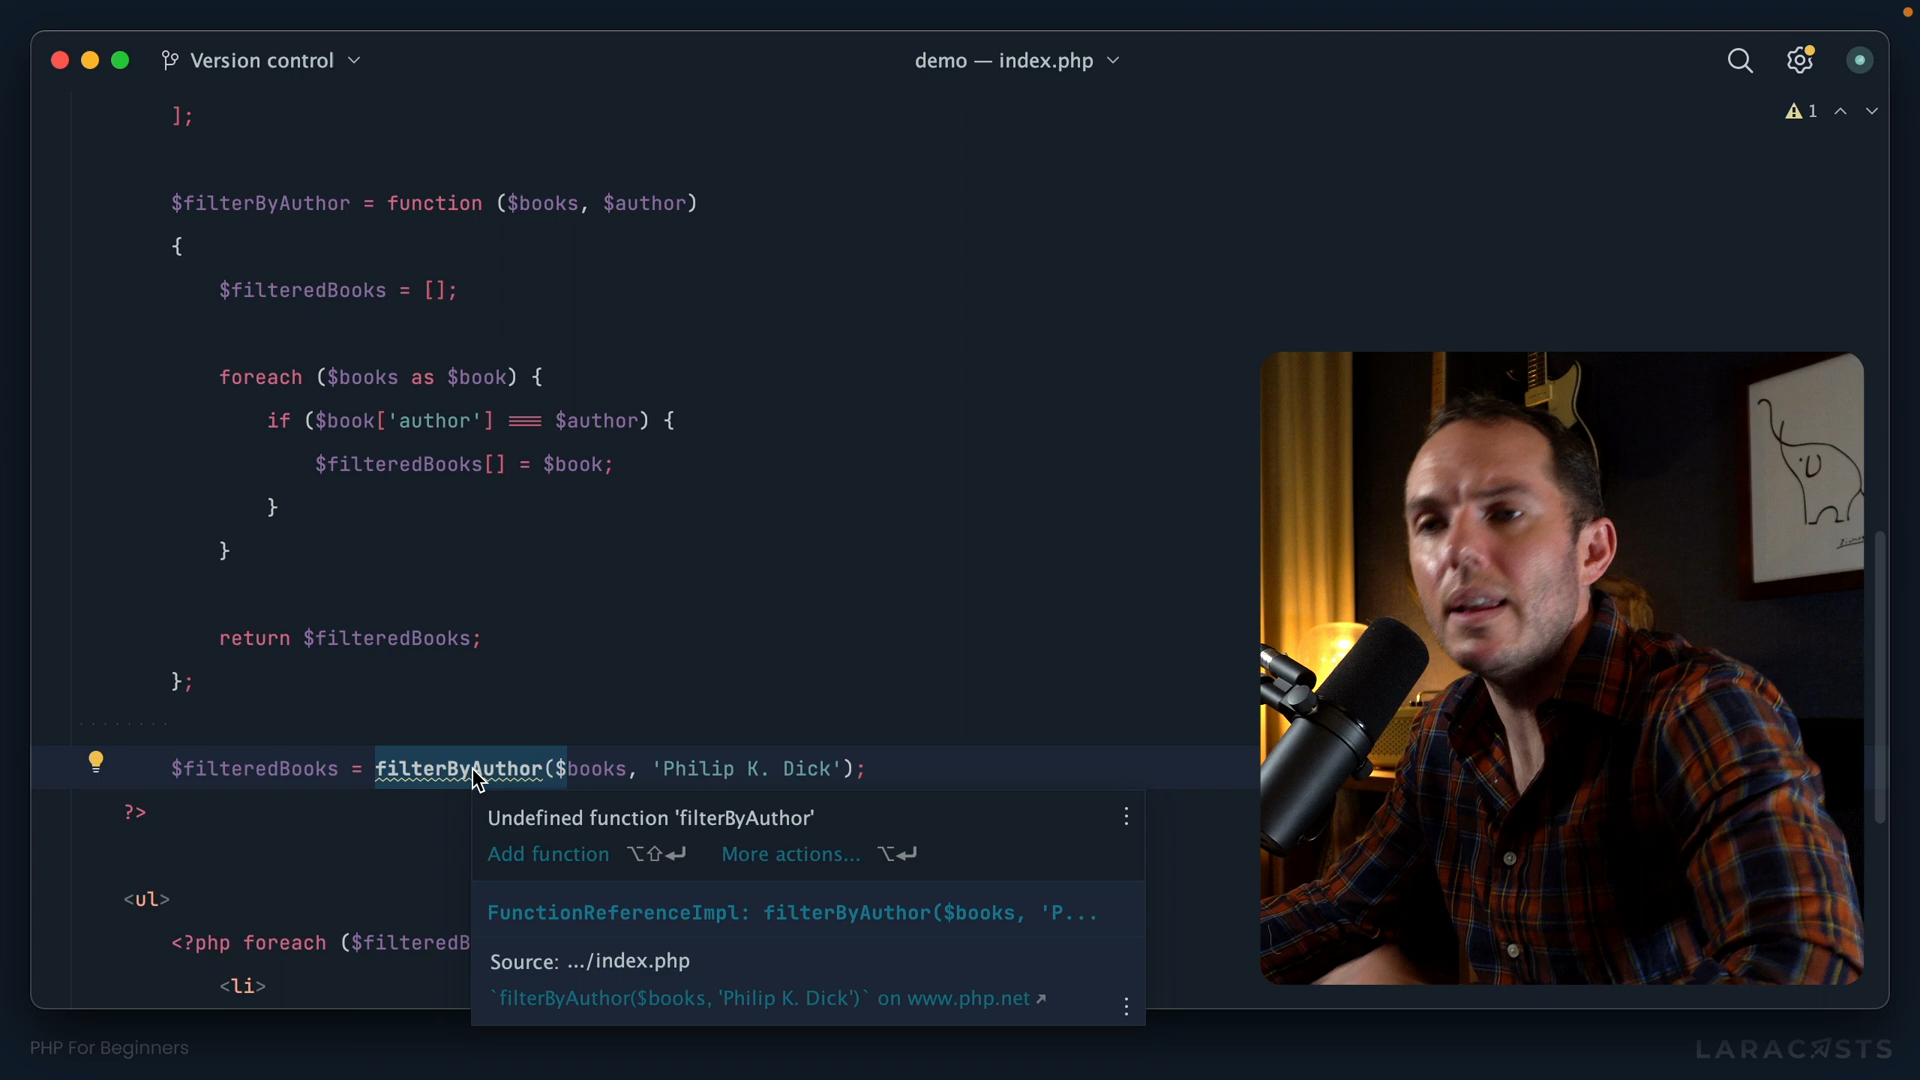 Version control
demo — index.php
1
];
$filterByAuthor = function ($books, $author)
{
$filteredBooks = [];
foreach ($books as $book) {
if ($book['author'] === $author) {
$filteredBooks[] = $book;
}
}
return $filteredBooks;
};
$filteredBooks = filterByAuthor($books, 'Philip K. Dick');
?>
Undefined function 'filterByAuthor'
Add function ⌥⇧↵ More actions... ⌥↵
<ul>
FunctionReferenceImpl: filterByAuthor($books, 'P...
<?php foreach ($filteredB
Source: .../index.php
<li>
`filterByAuthor($books, 'Philip K. Dick')` on www.php.net ↗
PHP For Beginners
LARACASTS